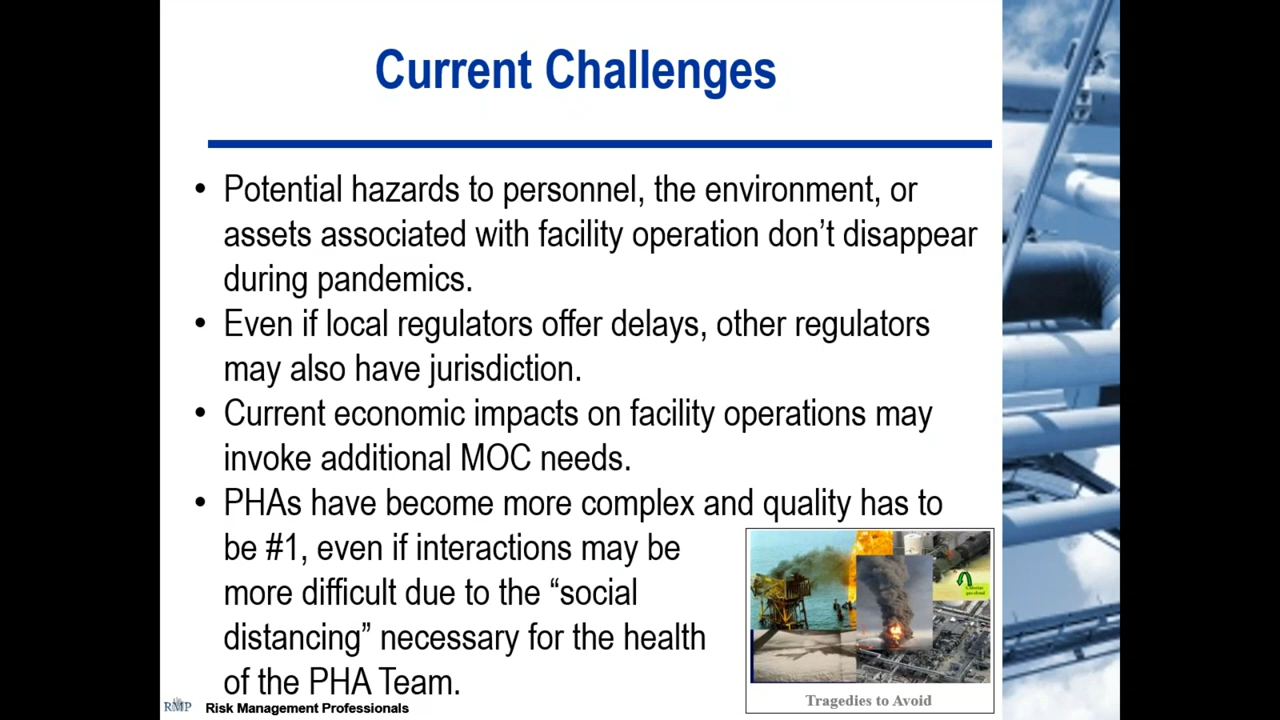 Current Challenges
• Potential hazards to personnel, the environment, or
assets associated with facility operation don’t disappear
during pandemics.
• Even if local regulators offer delays, other regulators
may also have jurisdiction.
• Current economic impacts on facility operations may
invoke additional MOC needs.
• PHAs have become more complex and quality has to
be #1, even if interactions may be
more difficult due to the “social
distancing” necessary for the health
of the PHA Team.
Tragedies to Avoid
RMP Risk Management Professionals